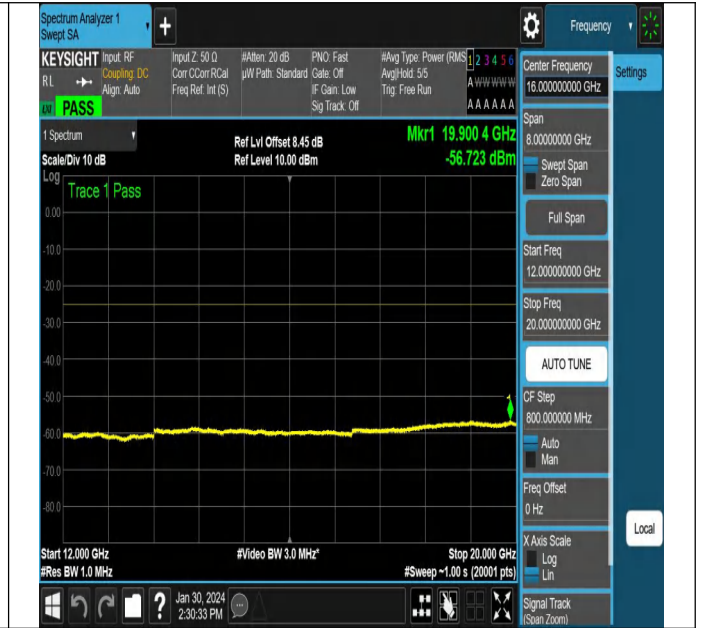 Spectrum Analyzer 1
Swept SA
+
Frequency
KEYSIGHT
RL
LXI
PASS
Input: RF
Coupling: DC
Align: Auto
Input Z: 50 Ω
Corr CCorr RCal
Freq Ref: Int (S)
#Atten: 20 dB
µW Path: Standard
PNO: Fast
Gate: Off
IF Gain: Low
Sig Track: Off
#Avg Type: Power (RMS
Avg|Hold: 5/5
Trig: Free Run
1 2 3 4 5 6
A W W W W W
A A A A A A
1 Spectrum
Scale/Div 10 dB
Ref Lvl Offset 8.45 dB
Ref Level 10.00 dBm
Mkr1 19.900 4 GHz
-56.723 dBm
Log
Trace 1 Pass
0.00
-10.0
-20.0
-30.0
-40.0
-50.0
-60.0
-70.0
-80.0
1
Start 12.000 GHz
#Res BW 1.0 MHz
#Video BW 3.0 MHz*
Stop 20.000 GHz
#Sweep ~1.00 s (20001 pts)
?
Jan 30, 2024
2:30:33 PM
Center Frequency
16.000000000 GHz
Span
8.00000000 GHz
Swept Span
Zero Span
Full Span
Start Freq
12.000000000 GHz
Stop Freq
20.000000000 GHz
AUTO TUNE
CF Step
800.000000 MHz
Auto
Man
Freq Offset
0 Hz
X Axis Scale
Log
Lin
Signal Track
(Span Zoom)
Settings
Local